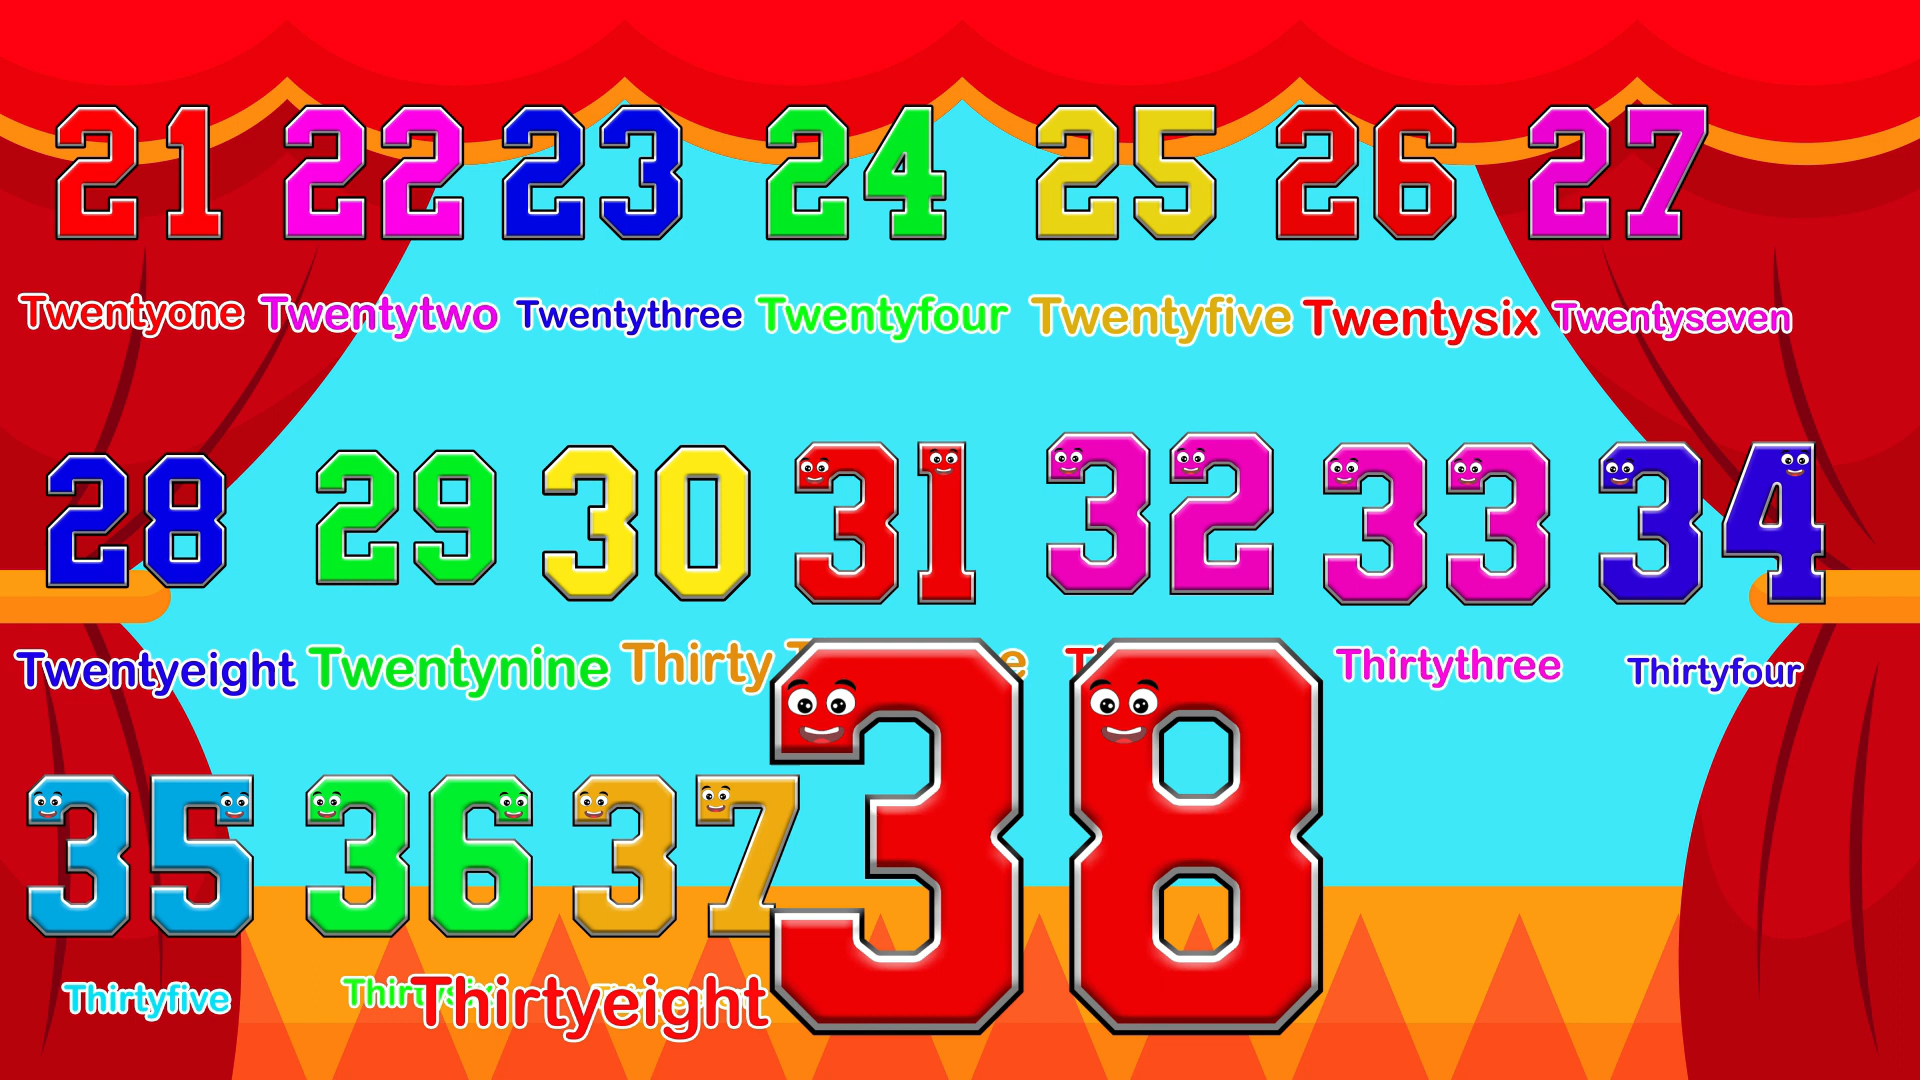 21 22 23 24 25 26 27
Twentyone Twentytwo Twentythree Twentyfour Twentyfive Twentysix Twentyseven
28 29 30 31 32 33 34
Twentyeight Twentynine Thirty Thirtythree Thirtyfour
35 36 37 38
Thirtyfive Thirtysix Thirtyeight